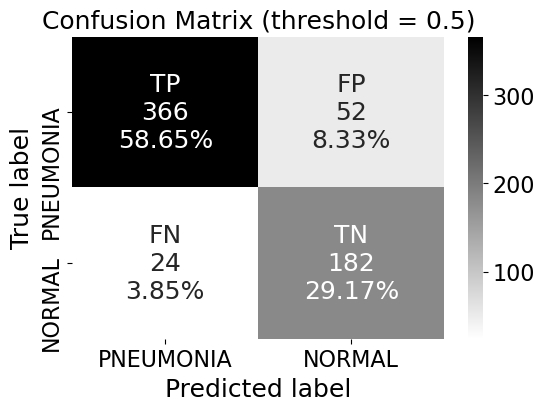 Confusion Matrix (threshold = 0.5)
True label
PNEUMONIA
NORMAL
TP
366
58.65%
FP
52
8.33%
FN
24
3.85%
TN
182
29.17%
PNEUMONIA
NORMAL
Predicted label
300
200
100